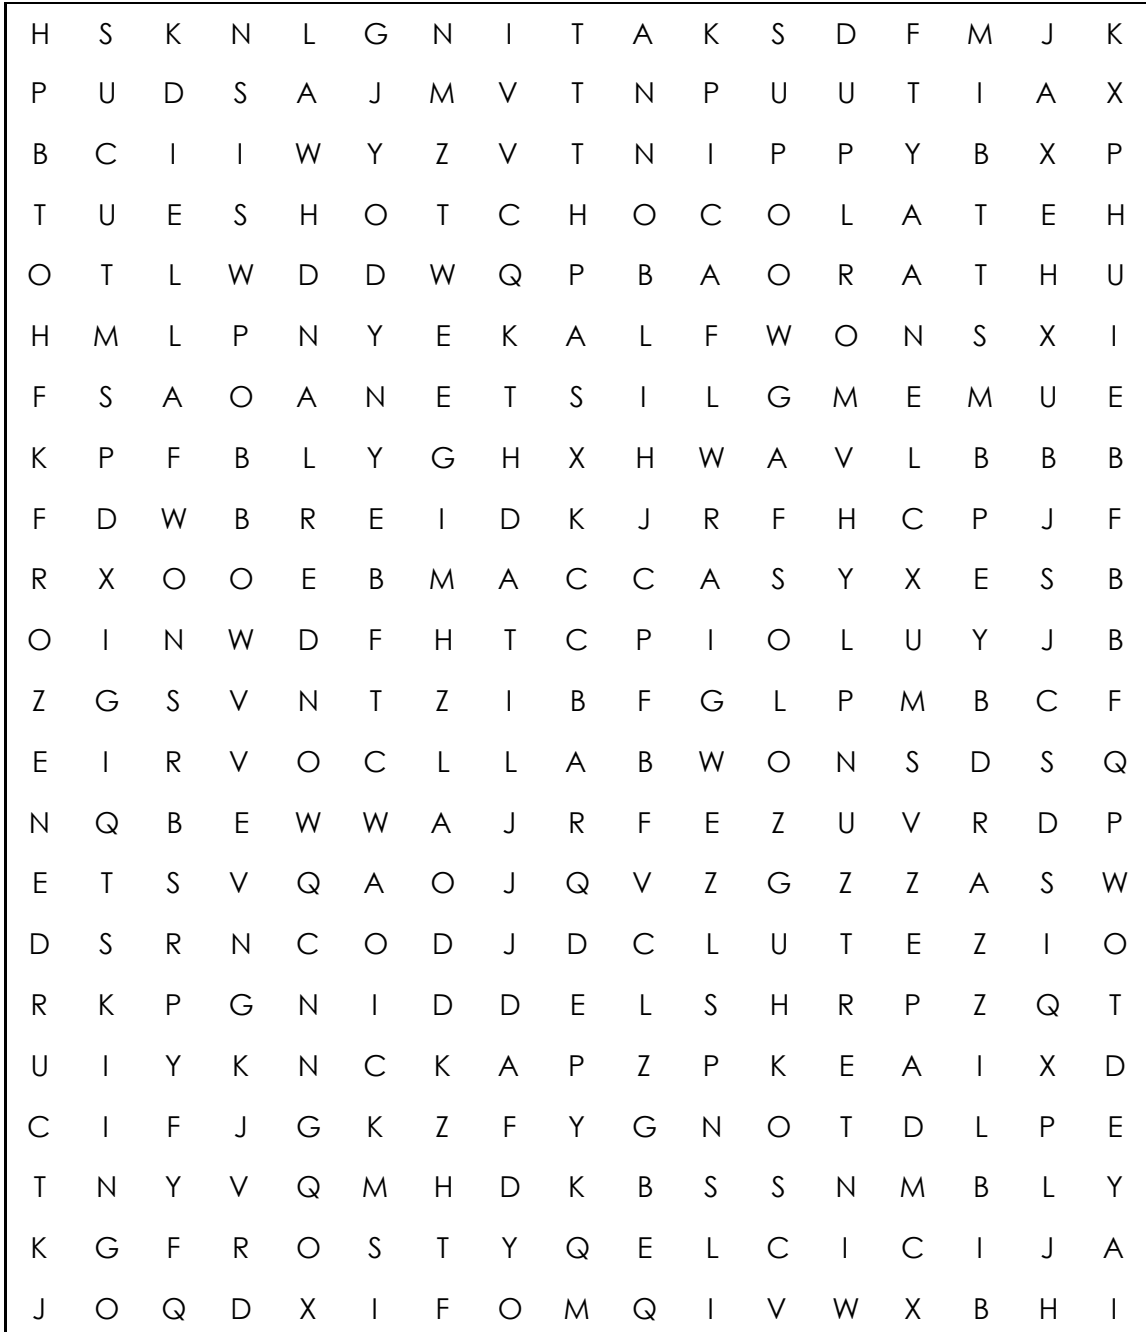 H S K N L G N I T A K S D F M J K
P U D S A J M V T N P U U T I A X
B C I I W Y Z V T N I P P Y B X P
T U E S H O T C H O C O L A T E H
O T L W D D W Q P B A O R A T H U
H M L P N Y E K A L F W O N S X I
F S A O A N E T S I L G M E M U E
K P F B L Y G H X H W A V L B B B
F D W B R E I D K J R F H C P J F
R X O O E B M A C C A S Y X E S B
O I N W D F H T C P I O L U Y J B
Z G S V N T Z I B F G L P M B C F
E I R V O C L L A B W O N S D S Q
N Q B E W W A J R F E Z U V R D P
E T S V Q A O J Q V Z G Z Z A S W
D S R N C O D J D C L U T E Z I O
R K P G N I D D E L S H R P Z Q T
U I Y K N C K A P Z P K E A I X D
C I F J G K Z F Y G N O T D L P E
T N Y V Q M H D K B S S N M B L Y
K G F R O S T Y Q E L C I C I J A
J O Q D X I F O M Q I V W X B H I